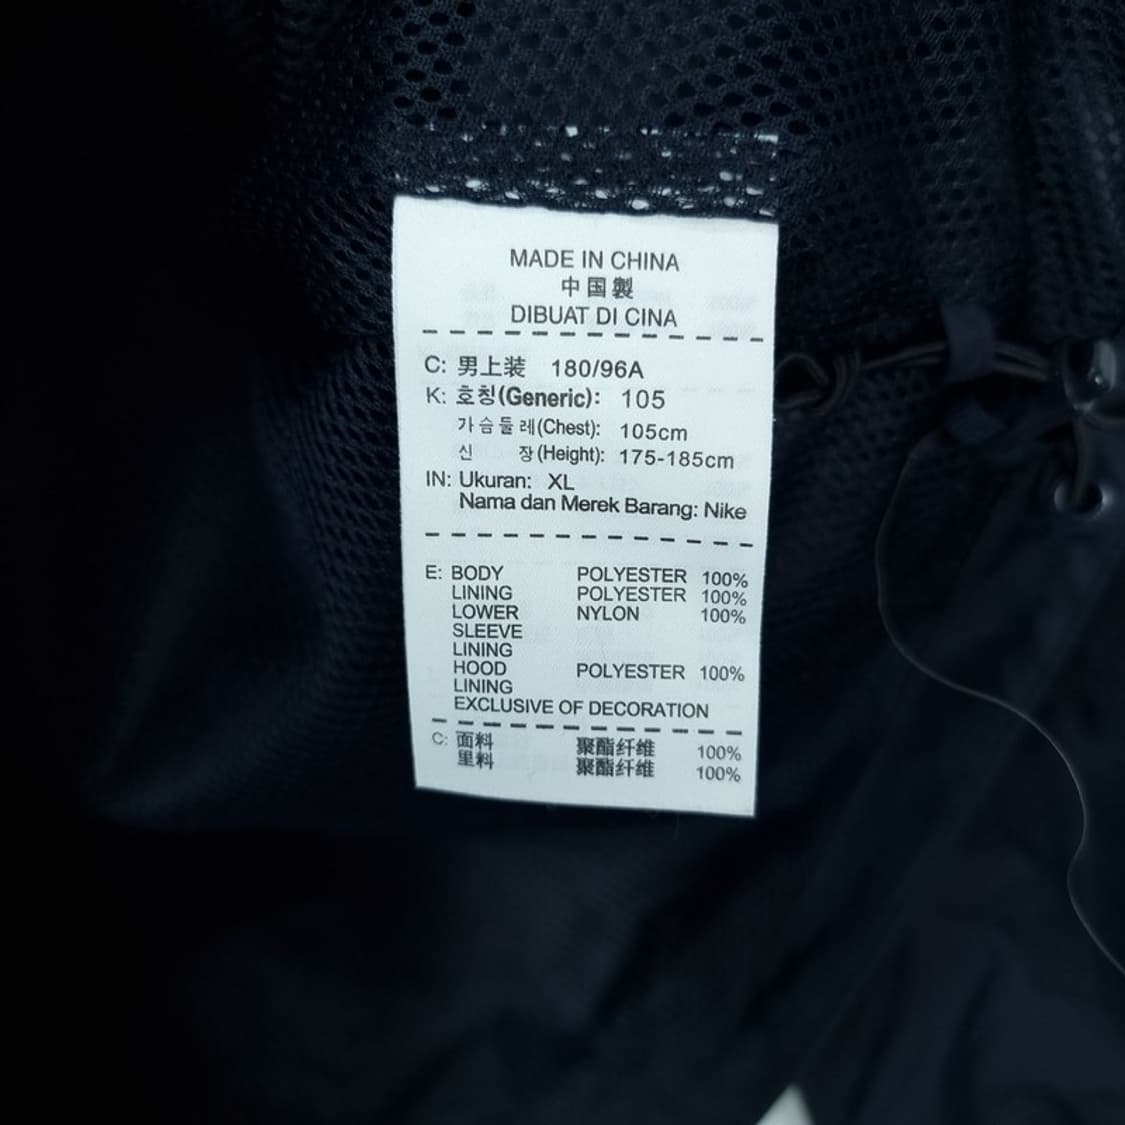 MADE IN CHINA
中国製
DIBUAT DI CINA
C: 男上装 180/96A
K: 호칭(Generic): 105
가슴둘레(Chest): 105cm
신 장(Height): 175-185cm
IN: Ukuran: XL
Nama dan Merek Barang: Nike
E: BODY POLYESTER 100%
LINING POLYESTER 100%
LOWER NYLON 100%
SLEEVE
LINING
HOOD POLYESTER 100%
LINING
EXCLUSIVE OF DECORATION
C: 面料 聚酯纤维 100%
里料 聚酯纤维 100%